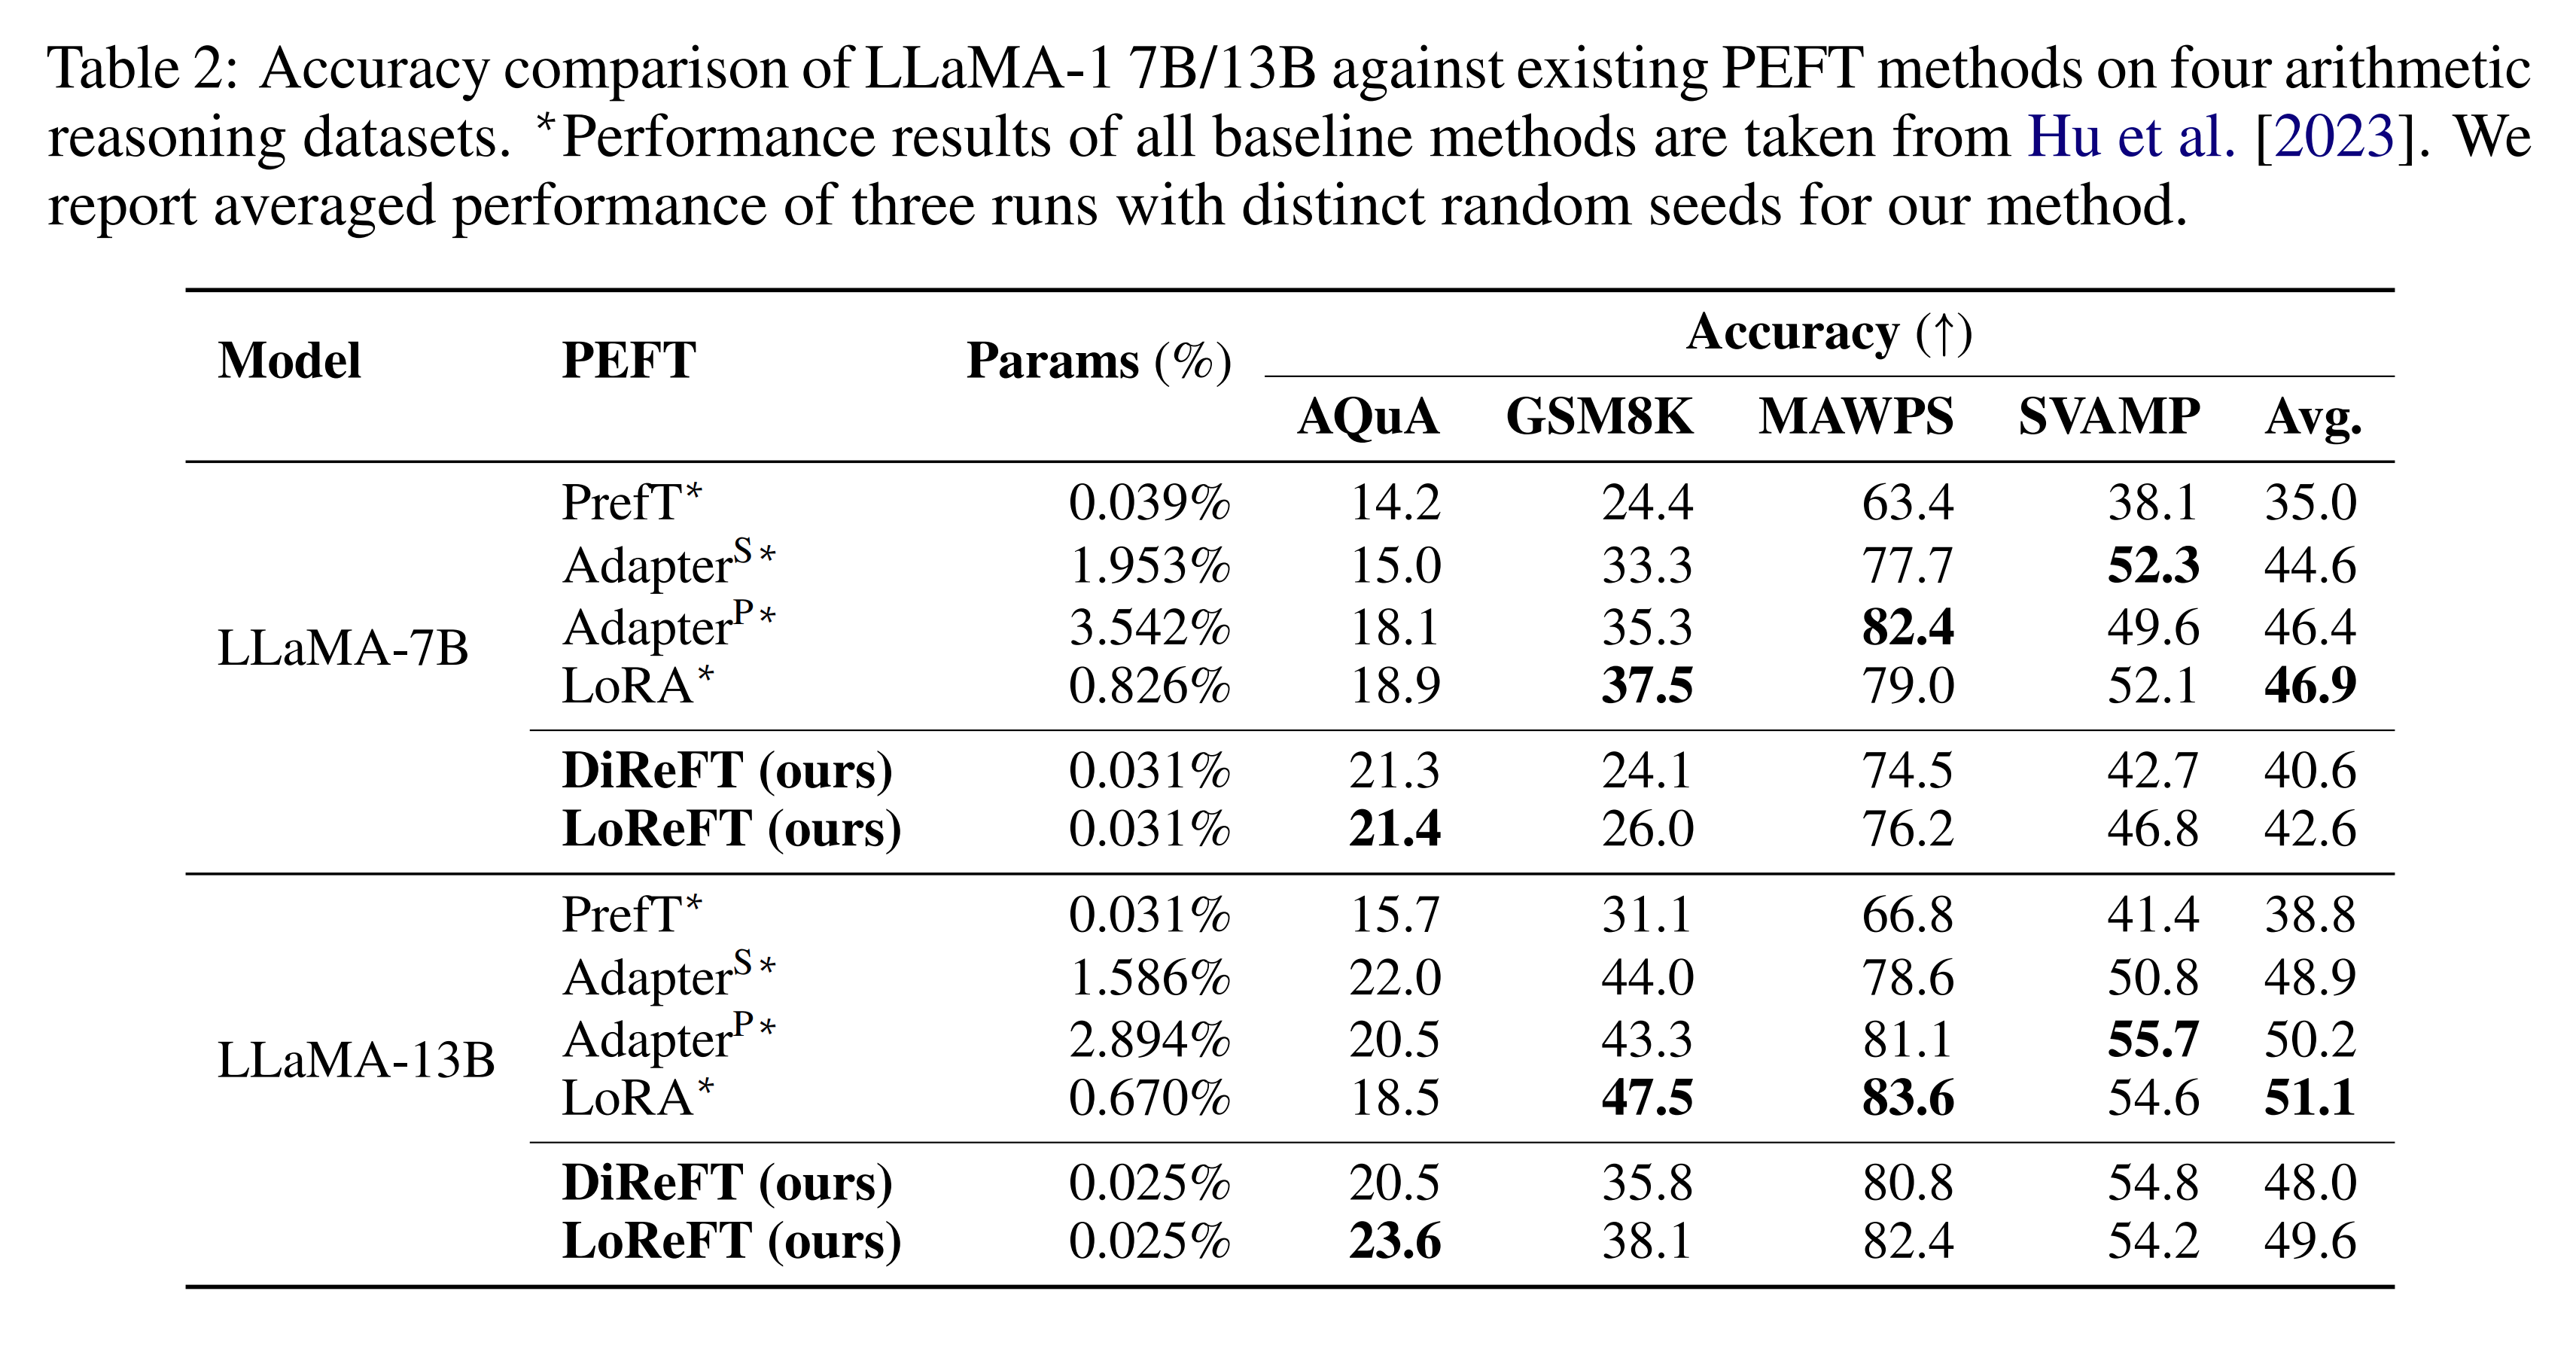 Table 2: Accuracy comparison of LLaMA-1 7B/13B against existing PEFT methods on four arithmetic
reasoning datasets. *Performance results of all baseline methods are taken from Hu et al. [2023]. We
report averaged performance of three runs with distinct random seeds for our method.
Model PEFT Params (%) Accuracy (↑)
AQuA GSM8K MAWPS SVAMP Avg.
LLaMA-7B
PrefT* 0.039% 14.2 24.4 63.4 38.1 35.0
Adapter^S* 1.953% 15.0 33.3 77.7 52.3 44.6
Adapter^P* 3.542% 18.1 35.3 82.4 49.6 46.4
LoRA* 0.826% 18.9 37.5 79.0 52.1 46.9
DiReFT (ours) 0.031% 21.3 24.1 74.5 42.7 40.6
LoReFT (ours) 0.031% 21.4 26.0 76.2 46.8 42.6
LLaMA-13B
PrefT* 0.031% 15.7 31.1 66.8 41.4 38.8
Adapter^S* 1.586% 22.0 44.0 78.6 50.8 48.9
Adapter^P* 2.894% 20.5 43.3 81.1 55.7 50.2
LoRA* 0.670% 18.5 47.5 83.6 54.6 51.1
DiReFT (ours) 0.025% 20.5 35.8 80.8 54.8 48.0
LoReFT (ours) 0.025% 23.6 38.1 82.4 54.2 49.6